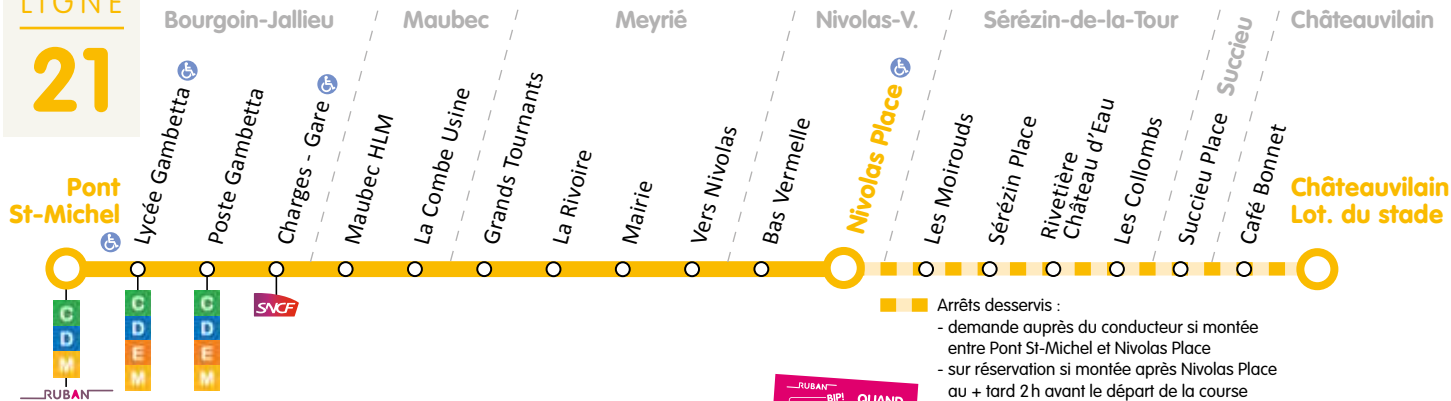 LIGNE
21
Bourgoin-Jallieu
Maubec
Meyrié
Nivolas-V.
Sérézin-de-la-Tour
Succieu
Châteauvilain
Pont
St-Michel
Lycée Gambetta
Poste Gambetta
Charges - Gare
Maubec HLM
La Combe Usine
Grands Tournants
La Rivoire
Mairie
Vers Nivolas
Bas Vermelle
Nivolas Place
Les Moirouds
Sérézin Place
Rivetière
Château d'Eau
Les Collombs
Succieu Place
Café Bonnet
Châteauvilain
Lot. du stade
C
D
M
RUBAN
C
D
E
M
C
D
E
M
SNCF
Arrêts desservis :
- demande auprès du conducteur si montée
entre Pont St-Michel et Nivolas Place
- sur réservation si montée après Nivolas Place
au + tard 2h avant le départ de la course
RUBAN
BIP! QUAND